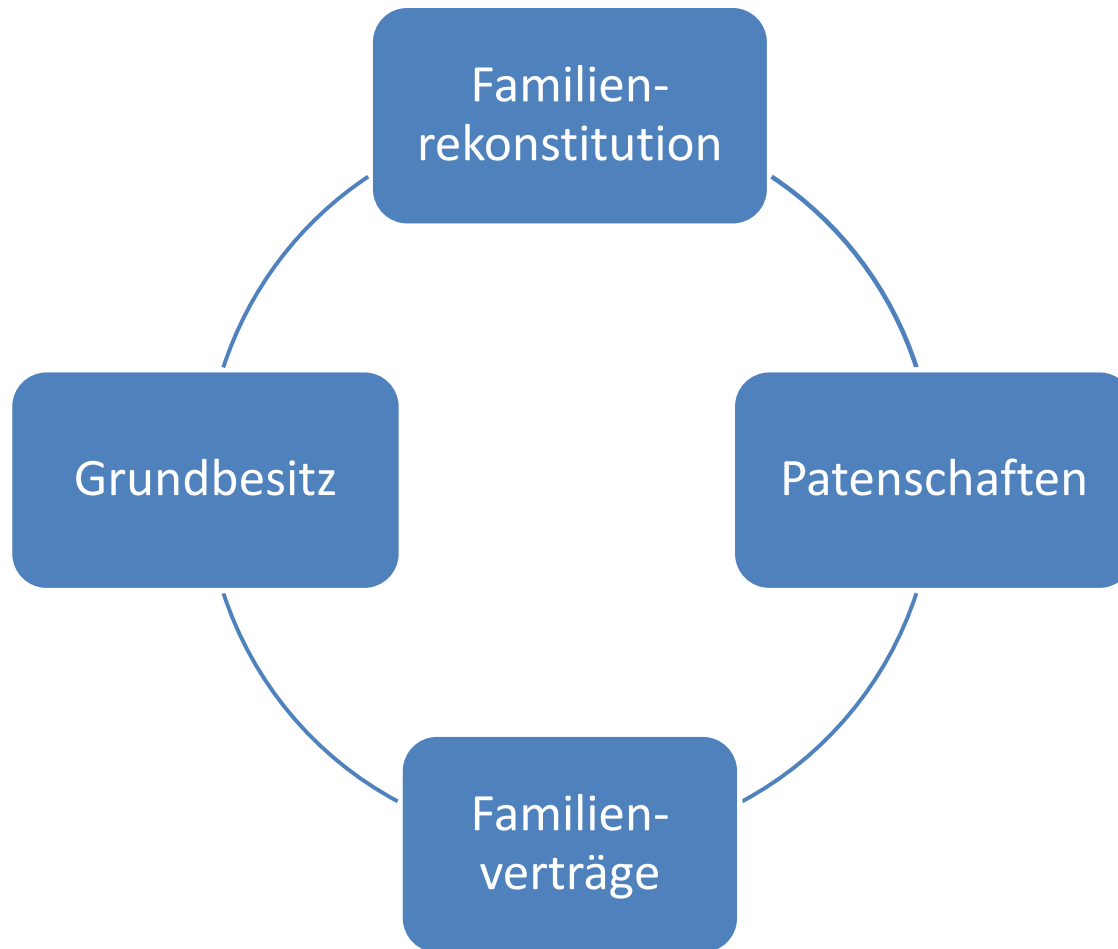 Familien-
rekonstitution
Grundbesitz
Patenschaften
Familien-
verträge